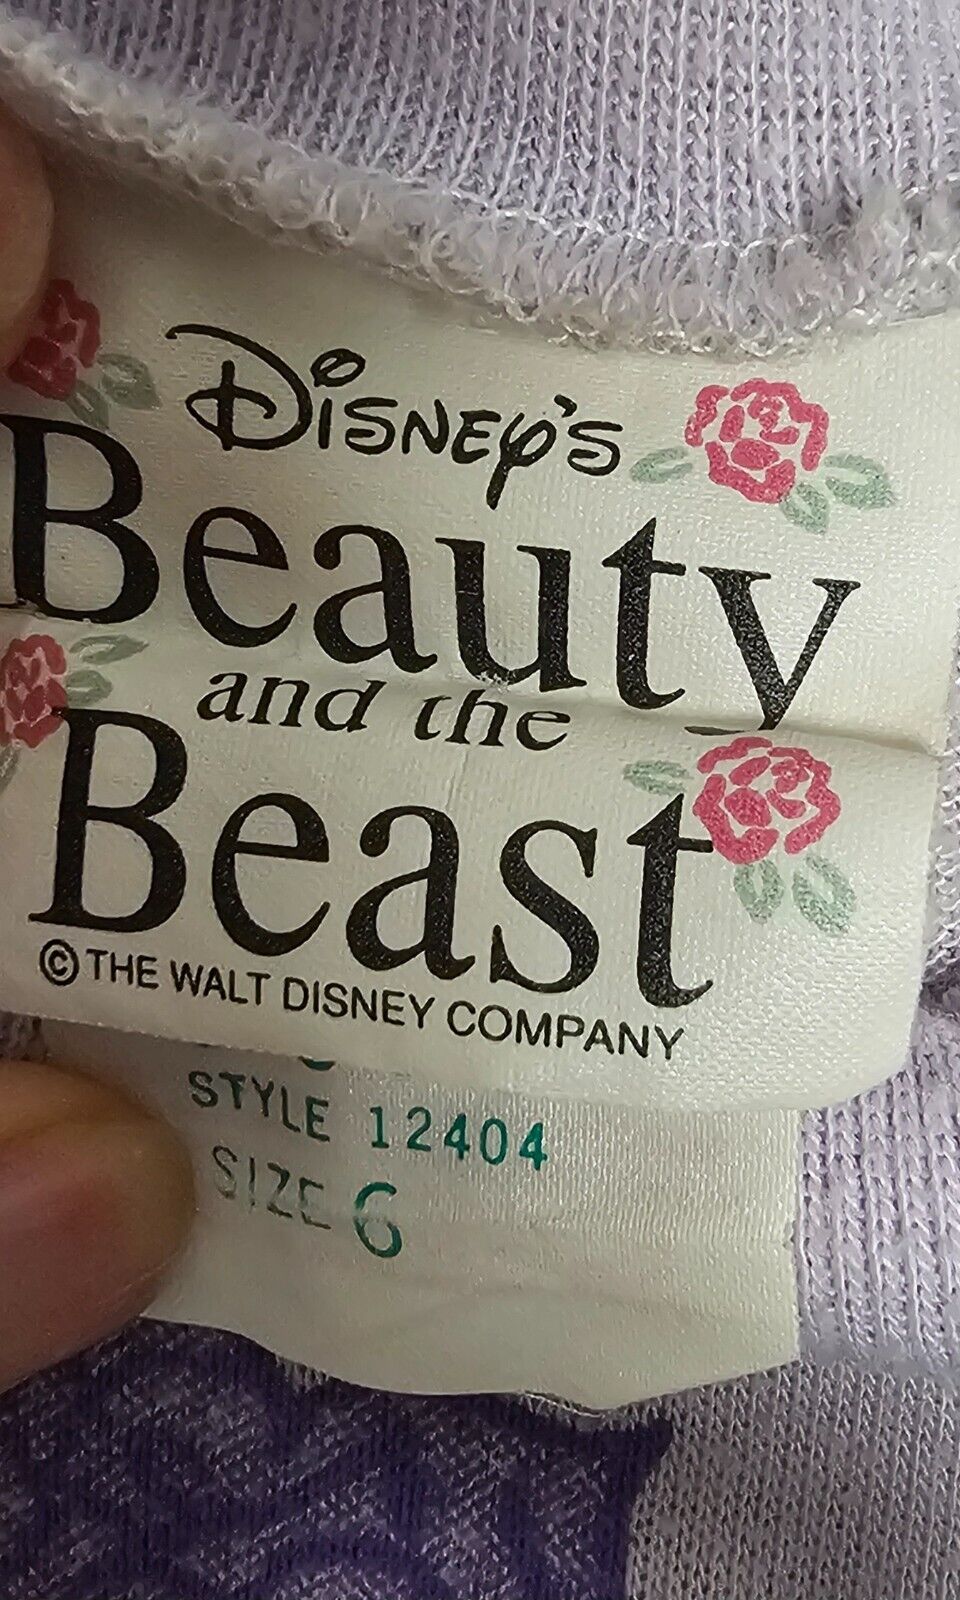 DISNEY'S
Beauty
and the
Beast
© THE WALT DISNEY COMPANY
STYLE 12404
SIZE 6